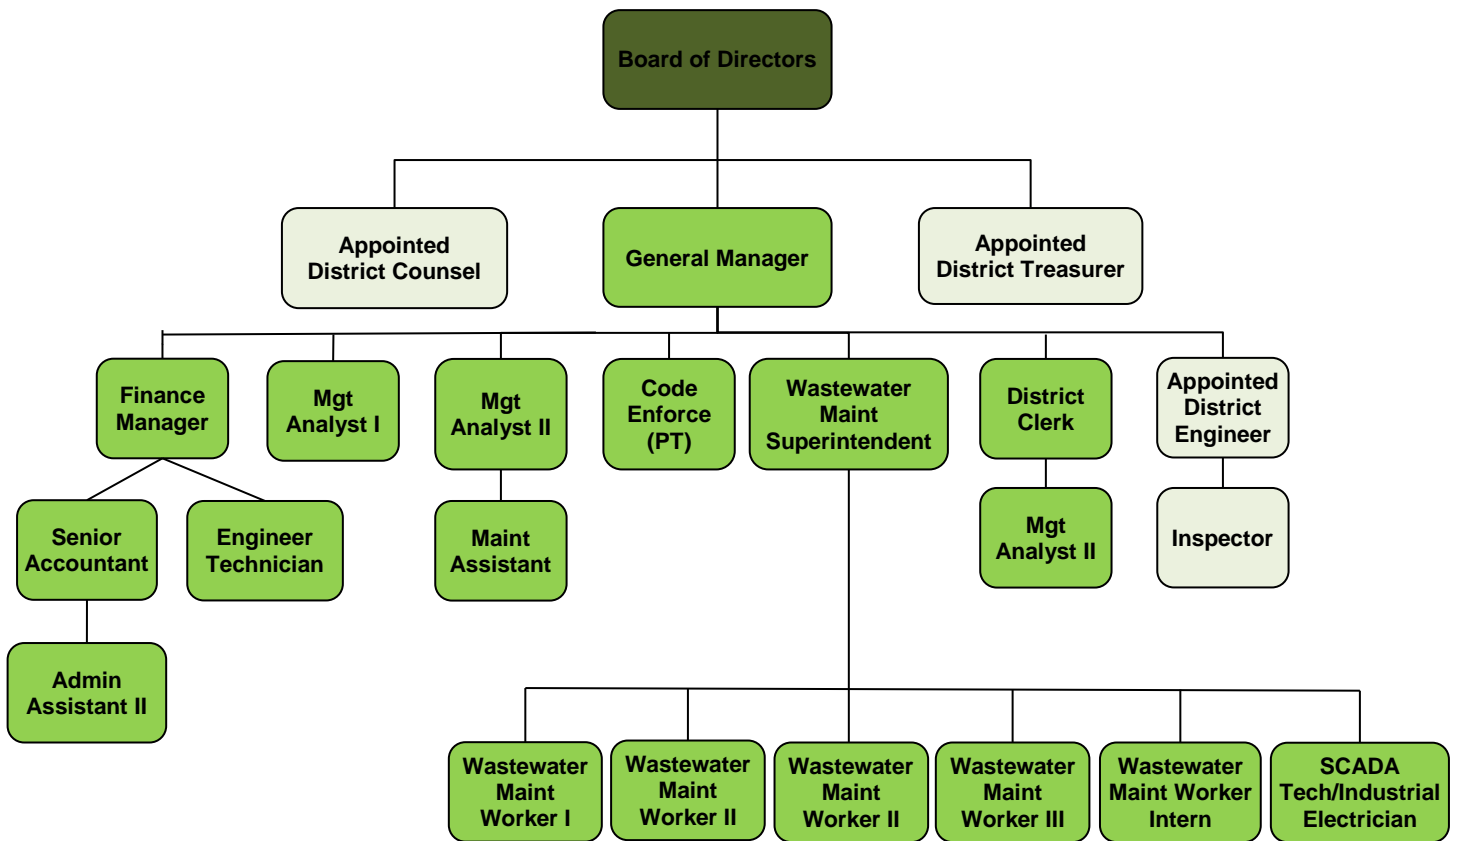 Board of Directors
Appointed
District Counsel
General Manager
Appointed
District Treasurer
Finance
Manager
Mgt
Analyst I
Mgt
Analyst II
Code
Enforce
(PT)
Wastewater
Maint
Superintendent
District
Clerk
Appointed
District
Engineer
Senior
Accountant
Engineer
Technician
Maint
Assistant
Mgt
Analyst II
Inspector
Admin
Assistant II
Wastewater
Maint
Worker I
Wastewater
Maint
Worker II
Wastewater
Maint
Worker II
Wastewater
Maint
Worker III
Wastewater
Maint Worker
Intern
SCADA
Tech/Industrial
Electrician